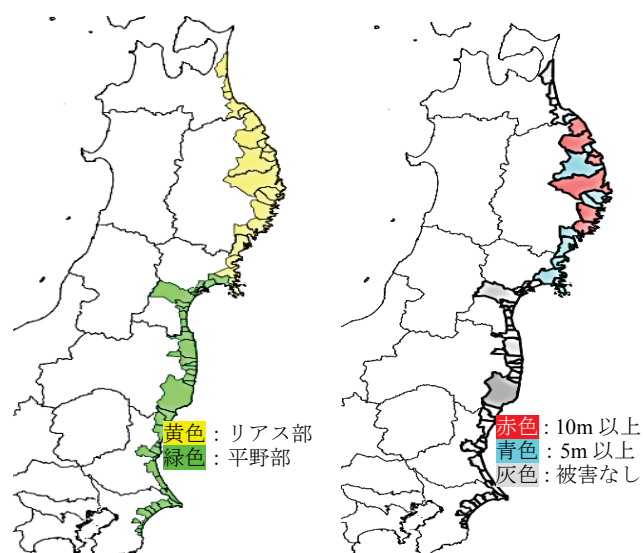 黄色：リアス部
緑色：平野部
赤色：10m 以上
青色：5m 以上
灰色：被害なし